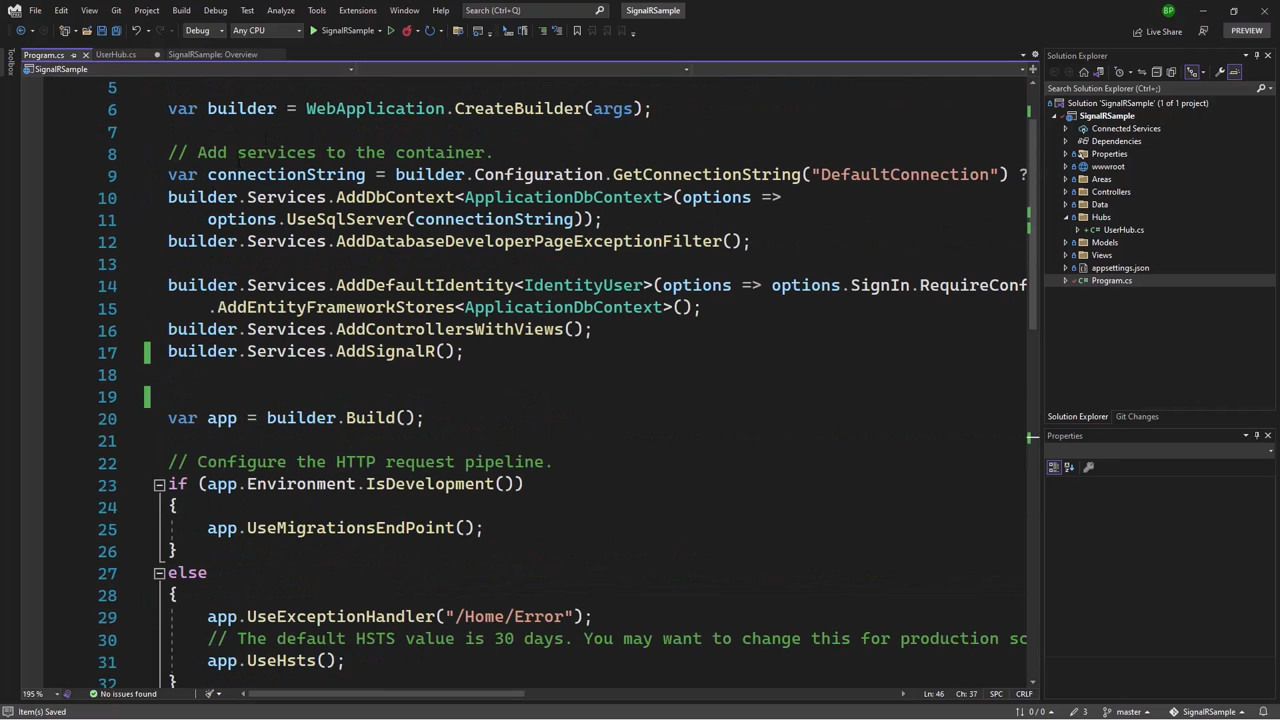 File Edit View Git Project Build Debug Test Analyze Tools Extensions Window Help Search (Ctrl+Q) SignalRSample BP
Debug Any CPU SignalRSample Live Share PREVIEW
Toolbox
Program.cs UserHub.cs SignalRSample: Overview
SignalRSample
5
6 var builder = WebApplication.CreateBuilder(args);
7
8 // Add services to the container.
9 var connectionString = builder.Configuration.GetConnectionString("DefaultConnection") ?
10 builder.Services.AddDbContext<ApplicationDbContext>(options =>
11 options.UseSqlServer(connectionString));
12 builder.Services.AddDatabaseDeveloperPageExceptionFilter();
13
14 builder.Services.AddDefaultIdentity<IdentityUser>(options => options.SignIn.RequireConf
15 .AddEntityFrameworkStores<ApplicationDbContext>();
16 builder.Services.AddControllersWithViews();
17 builder.Services.AddSignalR();
18
19
20 var app = builder.Build();
21
22 // Configure the HTTP request pipeline.
23 if (app.Environment.IsDevelopment())
24 {
25 app.UseMigrationsEndPoint();
26 }
27 else
28 {
29 app.UseExceptionHandler("/Home/Error");
30 // The default HSTS value is 30 days. You may want to change this for production sc
31 app.UseHsts();
32 }
195 % No issues found Ln: 46 Ch: 37 SPC CRLF
Solution Explorer
Search Solution Explorer (Ctrl+;)
Solution 'SignalRSample' (1 of 1 project)
SignalRSample
Connected Services
Dependencies
Properties
wwwroot
Areas
Controllers
Data
Hubs
UserHub.cs
Models
Views
appsettings.json
Program.cs
Solution Explorer Git Changes
Properties
Item(s) Saved 0 / 0 3 master SignalRSample